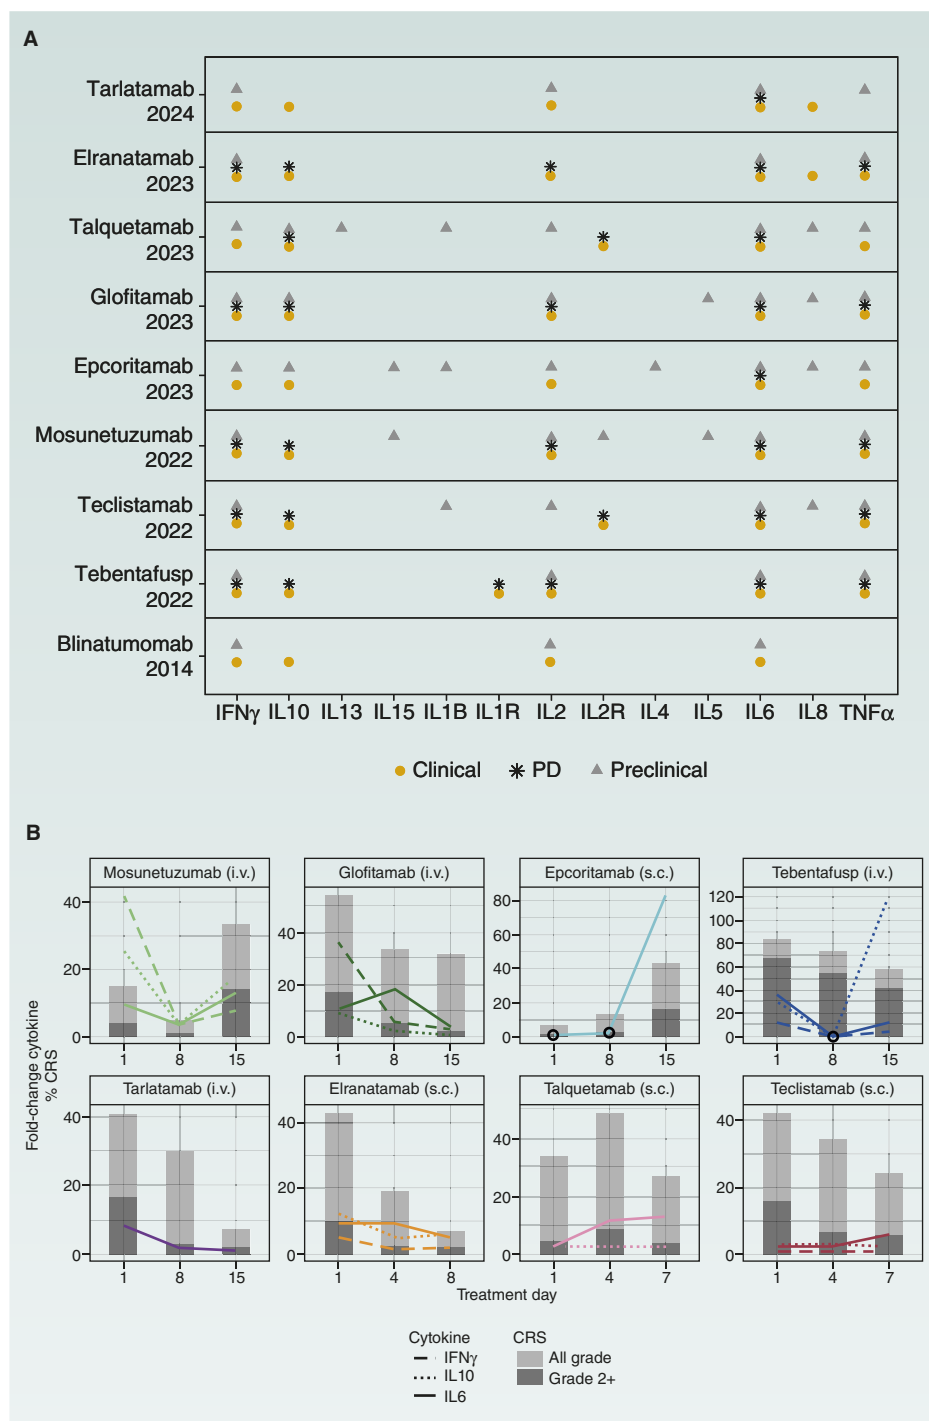 A
Tarlatamab
2024
Elranatamab
2023
Talquetamab
2023
Glofitamab
2023
Epcoritamab
2023
Mosunetuzumab
2022
Teclistamab
2022
Tebentafusp
2022
Blinatumomab
2014
IFNγ IL10 IL13 IL15 IL1B IL1R IL2 IL2R IL4 IL5 IL6 IL8 TNFα
Clinical PD Preclinical
B
Fold-change cytokine
% CRS
Mosunetuzumab (i.v.)
40
20
0
1 8 15
Glofitamab (i.v.)
40
20
0
1 8 15
Epcoritamab (s.c.)
80
60
40
20
0
1 8 15
Tebentafusp (i.v.)
120
100
80
60
40
20
0
1 8 15
Tarlatamab (i.v.)
40
20
0
1 8 15
Elranatamab (s.c.)
40
20
0
1 4 8
Talquetamab (s.c.)
40
20
0
1 4 7
Teclistamab (s.c.)
40
20
0
1 4 7
Treatment day
Cytokine CRS
IFNγ All grade
IL10 Grade 2+
IL6